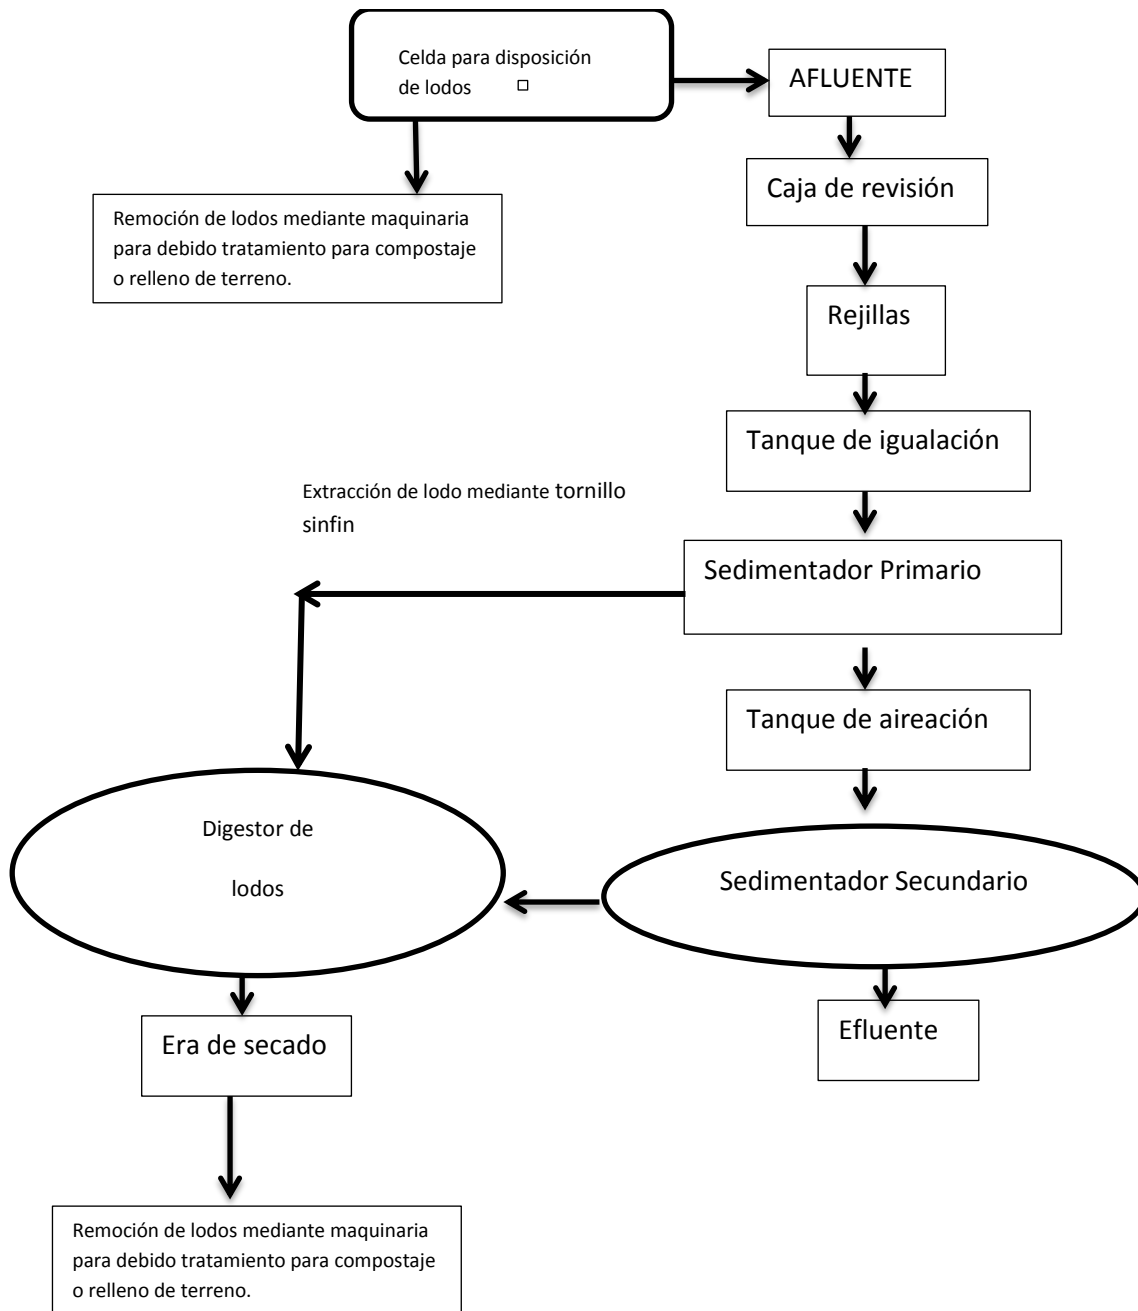 Celda para disposición
de lodos
AFLUENTE
Caja de revisión
Remoción de lodos mediante maquinaria
para debido tratamiento para compostaje
o relleno de terreno.
Rejillas
Tanque de igualación
Extracción de lodo mediante tornillo
sinfin
Sedimentador Primario
Tanque de aireación
Digestor de
lodos
Sedimentador Secundario
Efluente
Era de secado
Remoción de lodos mediante maquinaria
para debido tratamiento para compostaje
o relleno de terreno.